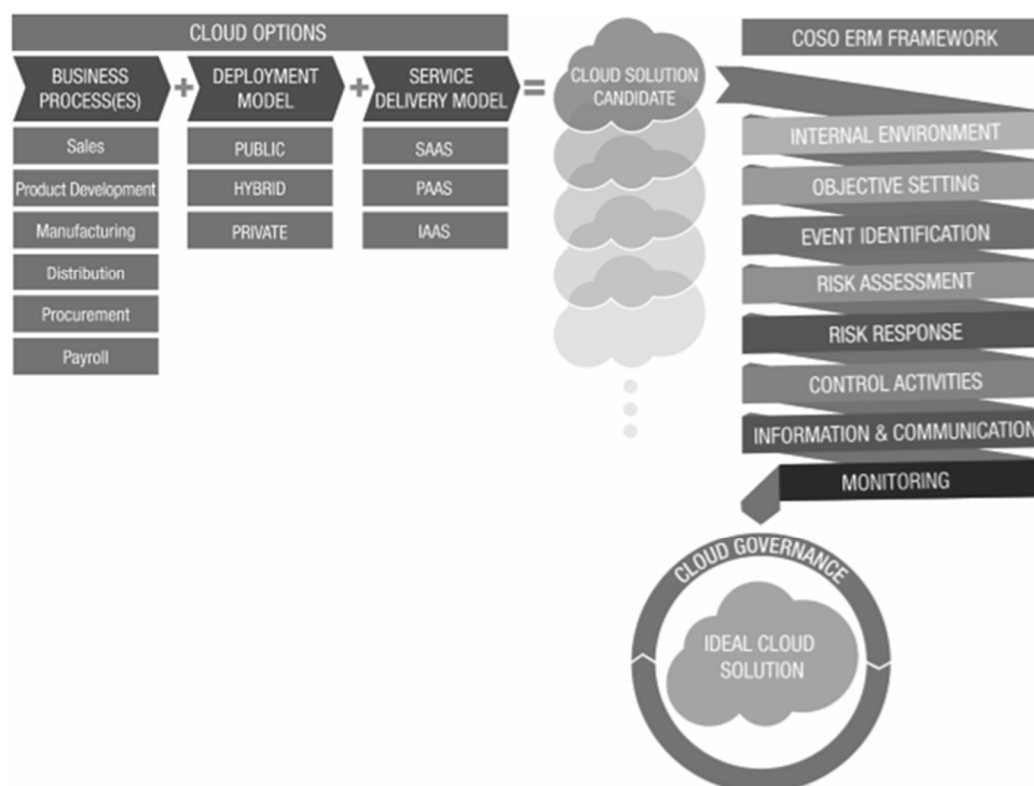 CLOUD OPTIONS
BUSINESS
PROCESS(ES)
+
DEPLOYMENT
MODEL
+
SERVICE
DELIVERY MODEL
=
Sales
Product Development
Manufacturing
Distribution
Procurement
Payroll
PUBLIC
HYBRID
PRIVATE
SAAS
PAAS
IAAS
CLOUD SOLUTION
CANDIDATE
COSO ERM FRAMEWORK
INTERNAL ENVIRONMENT
OBJECTIVE SETTING
EVENT IDENTIFICATION
RISK ASSESSMENT
RISK RESPONSE
CONTROL ACTIVITIES
INFORMATION & COMMUNICATION
MONITORING
CLOUD GOVERNANCE
IDEAL CLOUD
SOLUTION